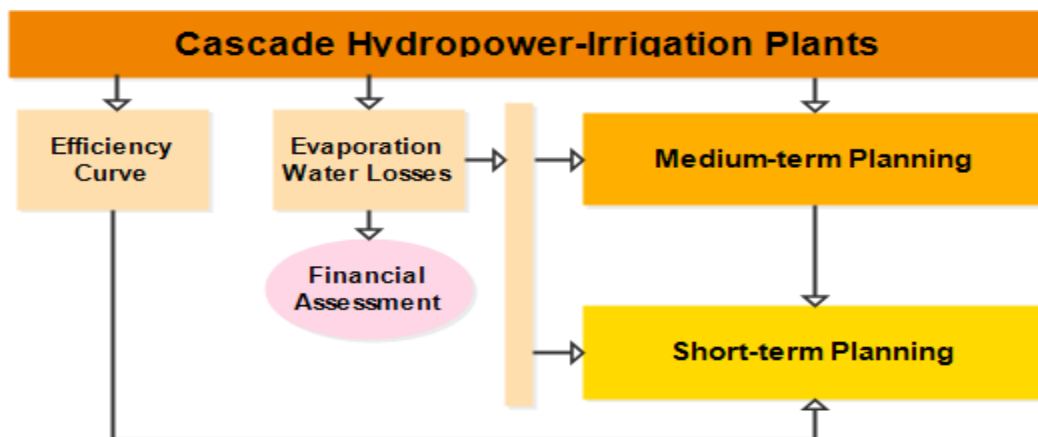 Cascade Hydropower-Irrigation Plants
Efficiency
Curve
Evaporation
Water Losses
Medium-term Planning
Financial
Assessment
Short-term Planning